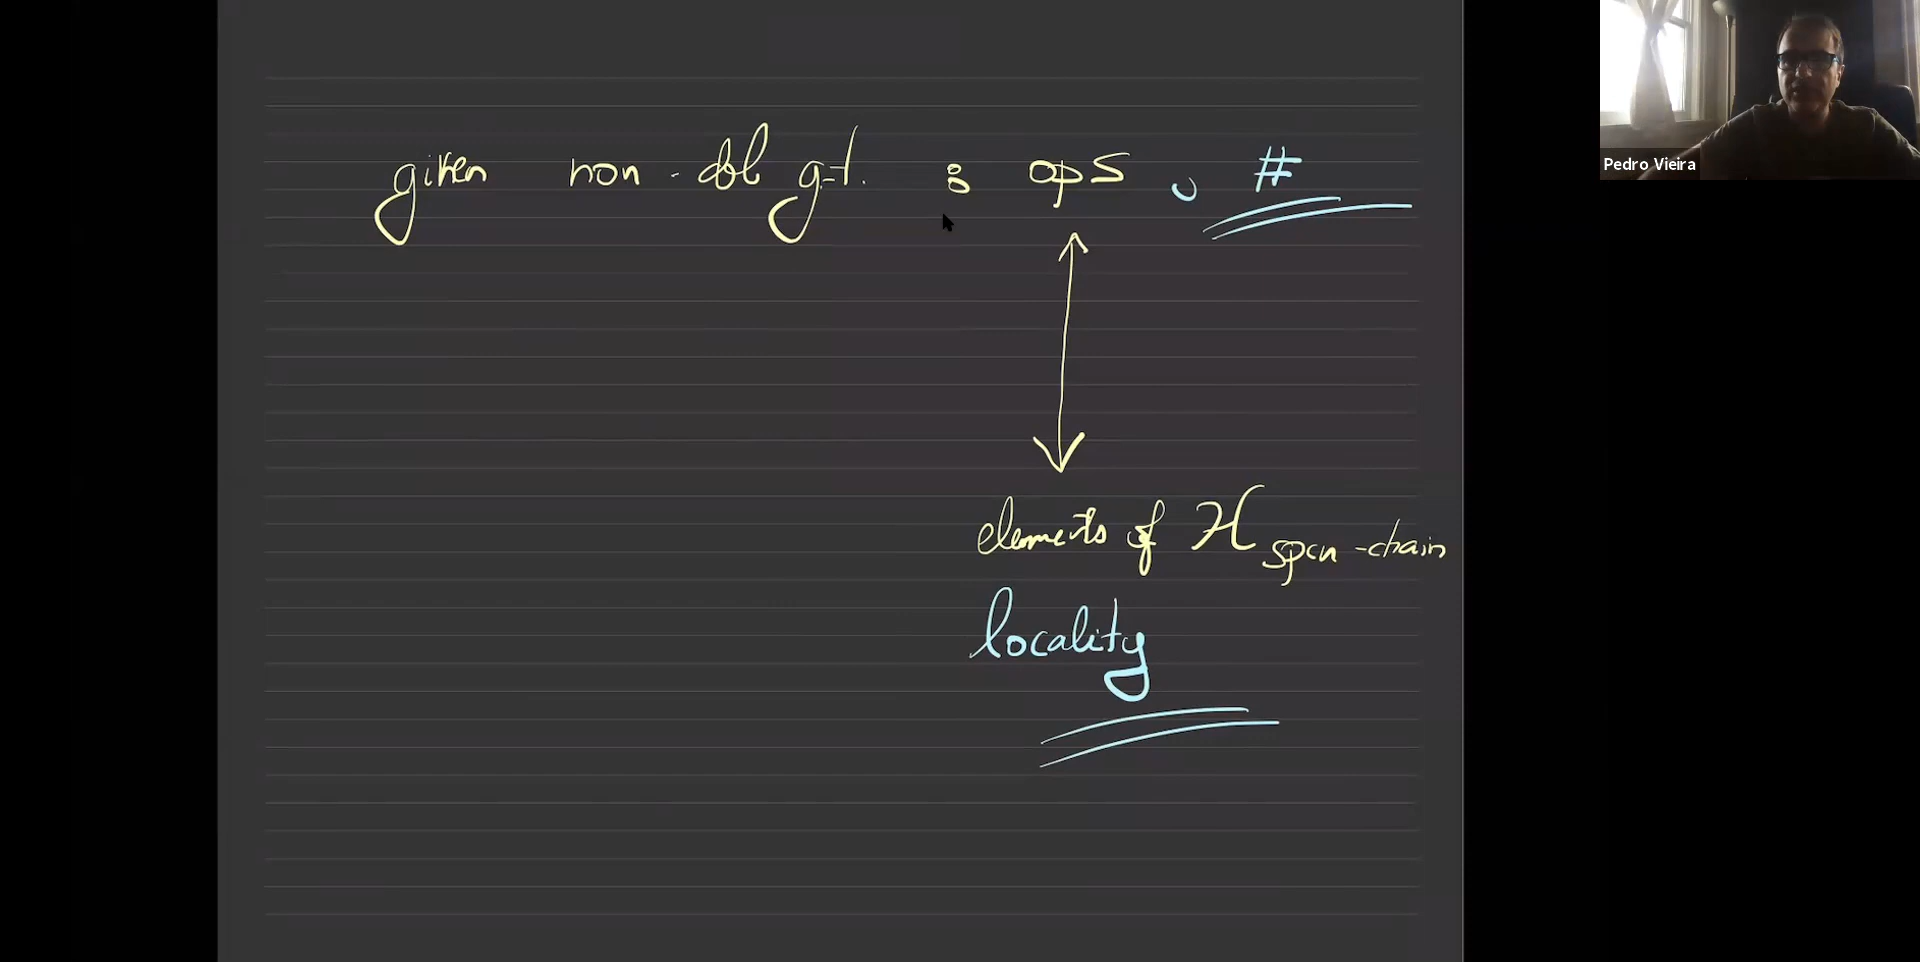 given non-abl g.t. : ops , #
Pedro Vieira
elements of H spin-chain
locality